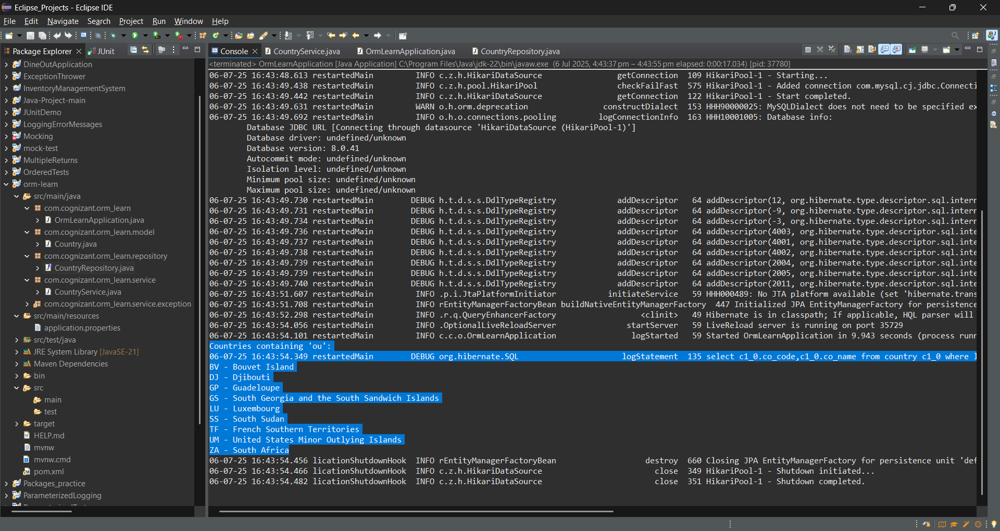 Eclipse_Projects - Eclipse IDE
File Edit Navigate Search Project Run Window Help
Package Explorer JUnit
DineOutApplication
ExceptionThrower
InventoryManagementSystem
Java-Project-main
JUnitDemo
LoggingErrorMessages
Mocking
mock-test
MultipleReturns
OrderedTests
orm-learn
src/main/java
com.cognizant.orm_learn
OrmLearnApplication.java
com.cognizant.orm_learn.model
Country.java
com.cognizant.orm_learn.repository
CountryRepository.java
com.cognizant.orm_learn.service
CountryService.java
com.cognizant.orm_learn.service.exception
src/main/resources
application.properties
src/test/java
JRE System Library [JavaSE-21]
Maven Dependencies
bin
src
main
test
target
HELP.md
mvnw
mvnw.cmd
pom.xml
Packages_practice
ParameterizedLogging
Console CountryService.java OrmLearnApplication.java CountryRepository.java
<terminated> OrmLearnApplication [Java Application] C:\Program Files\Java\jdk-22\bin\javaw.exe (6 Jul 2025, 4:43:37 pm – 4:43:55 pm elapsed: 0:00:17.034) [pid: 37780]
06-07-25 16:43:48.613 restartedMain INFO c.z.h.HikariDataSource getConnection 109 HikariPool-1 - Starting...
06-07-25 16:43:49.438 restartedMain INFO c.z.h.pool.HikariPool checkFailFast 575 HikariPool-1 - Added connection com.mysql.cj.jdbc.Connecti
06-07-25 16:43:49.442 restartedMain INFO c.z.h.HikariDataSource getConnection 122 HikariPool-1 - Start completed.
06-07-25 16:43:49.631 restartedMain WARN o.h.orm.deprecation constructDialect 153 HHH90000025: MySQLDialect does not need to be specified ex
06-07-25 16:43:49.692 restartedMain INFO o.h.o.connections.pooling logConnectionInfo 163 HHH10001005: Database info:
Database JDBC URL [Connecting through datasource 'HikariDataSource (HikariPool-1)']
Database driver: undefined/unknown
Database version: 8.0.41
Autocommit mode: undefined/unknown
Isolation level: undefined/unknown
Minimum pool size: undefined/unknown
Maximum pool size: undefined/unknown
06-07-25 16:43:49.730 restartedMain DEBUG h.t.d.s.s.DdlTypeRegistry addDescriptor 64 addDescriptor(12, org.hibernate.type.descriptor.sql.intern
06-07-25 16:43:49.731 restartedMain DEBUG h.t.d.s.s.DdlTypeRegistry addDescriptor 64 addDescriptor(-9, org.hibernate.type.descriptor.sql.intern
06-07-25 16:43:49.734 restartedMain DEBUG h.t.d.s.s.DdlTypeRegistry addDescriptor 64 addDescriptor(-3, org.hibernate.type.descriptor.sql.intern
06-07-25 16:43:49.736 restartedMain DEBUG h.t.d.s.s.DdlTypeRegistry addDescriptor 64 addDescriptor(4003, org.hibernate.type.descriptor.sql.inte
06-07-25 16:43:49.737 restartedMain DEBUG h.t.d.s.s.DdlTypeRegistry addDescriptor 64 addDescriptor(4001, org.hibernate.type.descriptor.sql.inte
06-07-25 16:43:49.738 restartedMain DEBUG h.t.d.s.s.DdlTypeRegistry addDescriptor 64 addDescriptor(4002, org.hibernate.type.descriptor.sql.inte
06-07-25 16:43:49.739 restartedMain DEBUG h.t.d.s.s.DdlTypeRegistry addDescriptor 64 addDescriptor(2004, org.hibernate.type.descriptor.sql.inte
06-07-25 16:43:49.739 restartedMain DEBUG h.t.d.s.s.DdlTypeRegistry addDescriptor 64 addDescriptor(2005, org.hibernate.type.descriptor.sql.inte
06-07-25 16:43:49.740 restartedMain DEBUG h.t.d.s.s.DdlTypeRegistry addDescriptor 64 addDescriptor(2011, org.hibernate.type.descriptor.sql.inte
06-07-25 16:43:51.607 restartedMain INFO .p.i.JtaPlatformInitiator initiateService 59 HHH000489: No JTA platform available (set 'hibernate.trans
06-07-25 16:43:51.708 restartedMain INFO rEntityManagerFactoryBean buildNativeEntityManagerFactory 447 Initialized JPA EntityManagerFactory for persistence
06-07-25 16:43:52.298 restartedMain INFO .r.q.QueryEnhancerFactory <clinit> 49 Hibernate is in classpath; If applicable, HQL parser will
06-07-25 16:43:54.056 restartedMain INFO .OptionalLiveReloadServer startServer 59 LiveReload server is running on port 35729
06-07-25 16:43:54.101 restartedMain INFO c.c.o.OrmLearnApplication logStarted 59 Started OrmLearnApplication in 9.943 seconds (process runn
Countries containing 'ou':
06-07-25 16:43:54.349 restartedMain DEBUG org.hibernate.SQL logStatement 135 select c1_0.co_code,c1_0.co_name from country c1_0 where l
BV - Bouvet Island
DJ - Djibouti
GP - Guadeloupe
GS - South Georgia and the South Sandwich Islands
LU - Luxembourg
SS - South Sudan
TF - French Southern Territories
UM - United States Minor Outlying Islands
ZA - South Africa
06-07-25 16:43:54.456 licationShutdownHook INFO rEntityManagerFactoryBean destroy 660 Closing JPA EntityManagerFactory for persistence unit 'def
06-07-25 16:43:54.466 licationShutdownHook INFO c.z.h.HikariDataSource close 349 HikariPool-1 - Shutdown initiated...
06-07-25 16:43:54.482 licationShutdownHook INFO c.z.h.HikariDataSource close 351 HikariPool-1 - Shutdown completed.